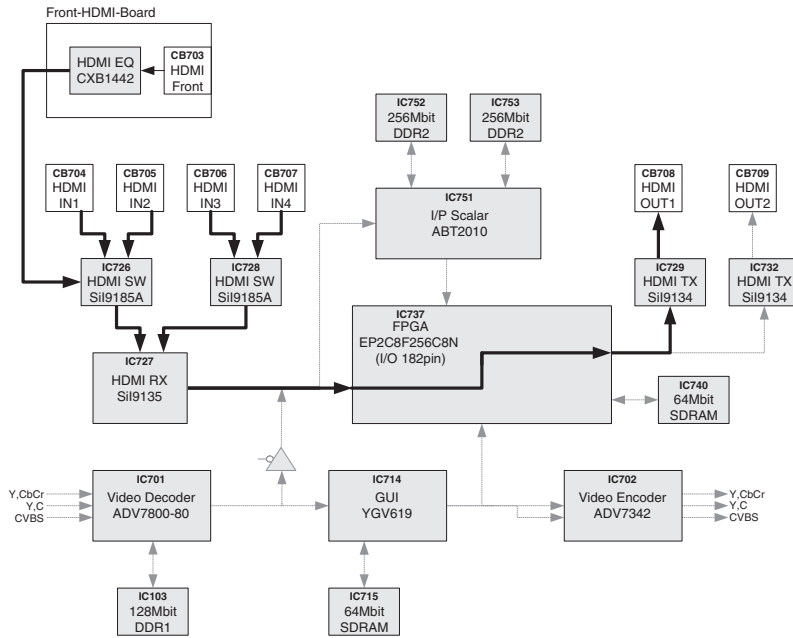 Front-HDMI-Board
HDMI EQ
CXB1442
CB703
HDMI
Front
IC752
256Mbit
DDR2
IC753
256Mbit
DDR2
CB704
HDMI
IN1
CB705
HDMI
IN2
CB706
HDMI
IN3
CB707
HDMI
IN4
IC751
I/P Scalar
ABT2010
CB708
HDMI
OUT1
CB709
HDMI
OUT2
IC726
HDMI SW
SiI9185A
IC728
HDMI SW
SiI9185A
IC729
HDMI TX
SiI9134
IC732
HDMI TX
SiI9134
IC737
FPGA
EP2C8F256C8N
(I/O 182pin)
IC727
HDMI RX
SiI9135
IC740
64Mbit
SDRAM
Y,CbCr
Y,C
CVBS
IC701
Video Decoder
ADV7800-80
IC714
GUI
YGV619
IC702
Video Encoder
ADV7342
Y,CbCr
Y,C
CVBS
IC103
128Mbit
DDR1
IC715
64Mbit
SDRAM